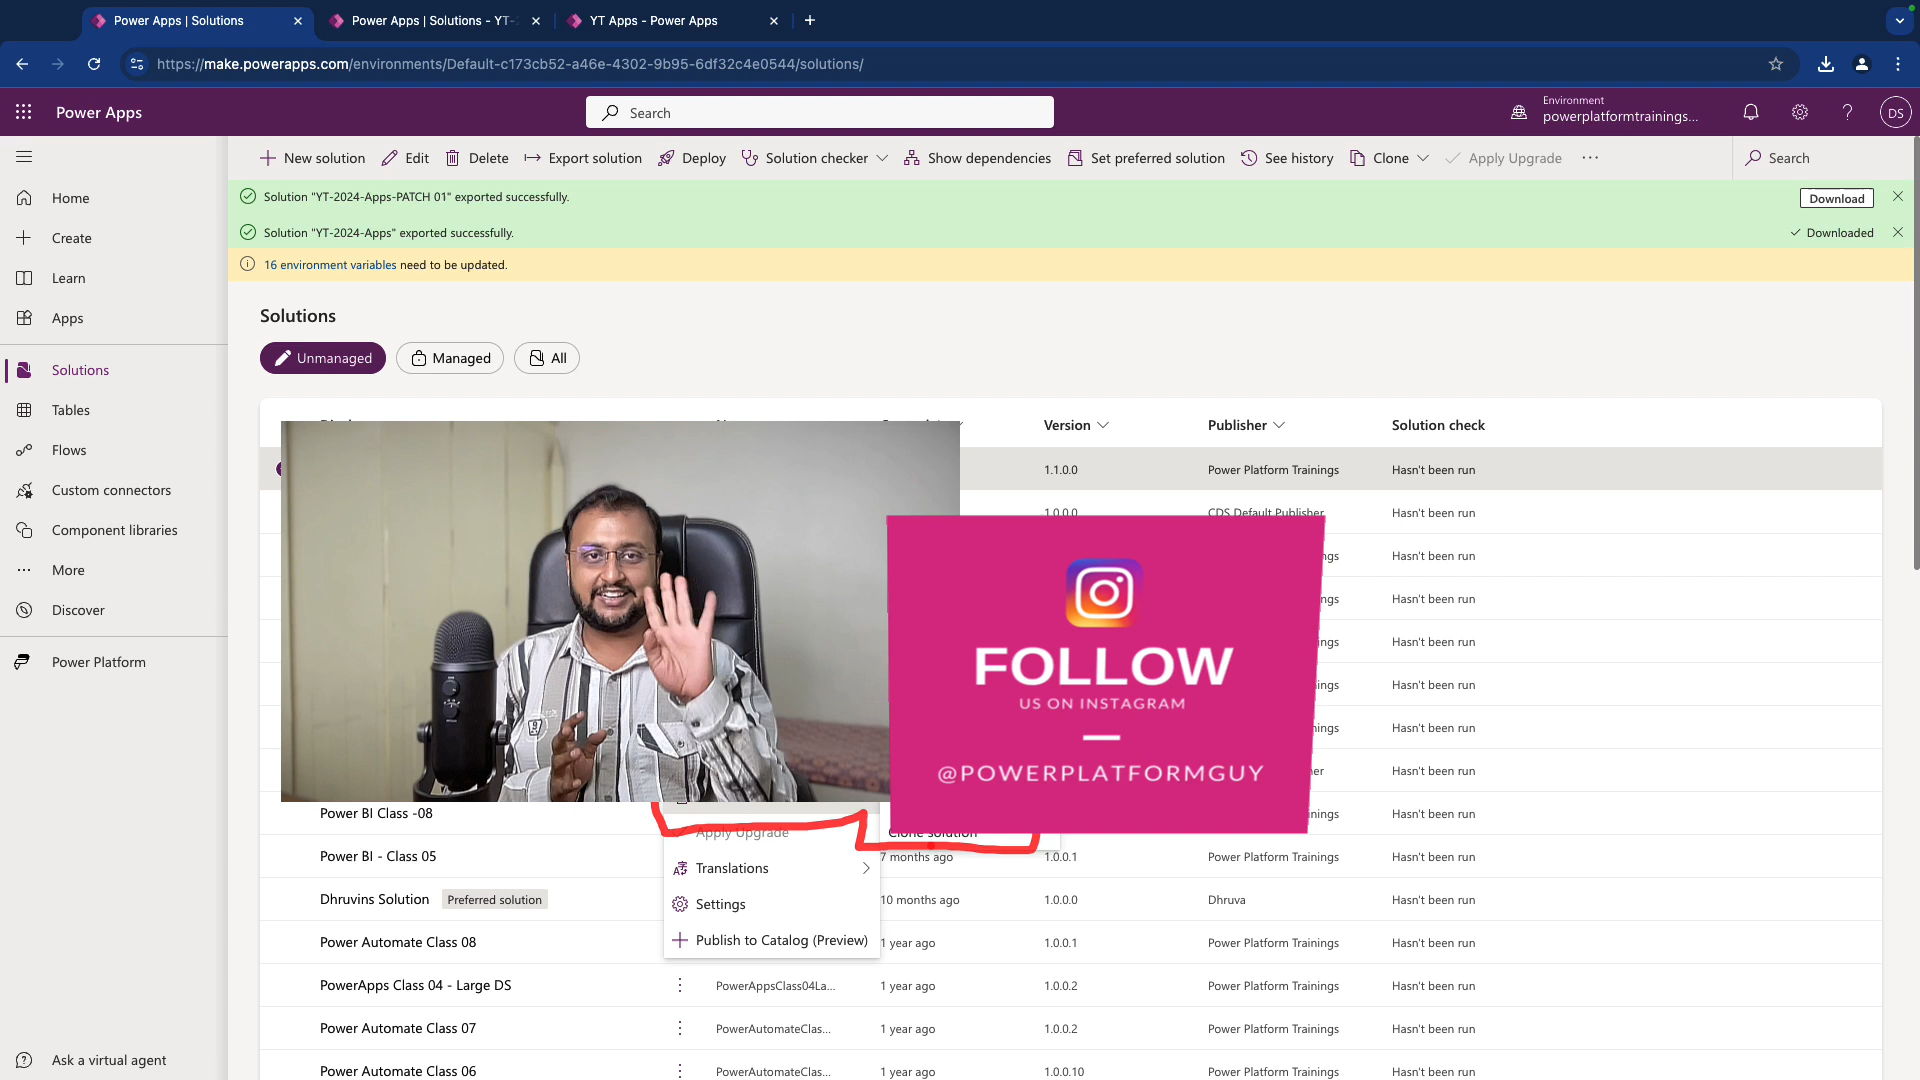 Power Apps | Solutions
Power Apps | Solutions - YT-2
YT Apps - Power Apps
https://make.powerapps.com/environments/Default-c173cb52-a46e-4302-9b95-6df32c4e0544/solutions/
Power Apps
Search
Environment
powerplatformtrainings...
DS
New solution
Edit
Delete
Export solution
Deploy
Solution checker
Show dependencies
Set preferred solution
See history
Clone
Apply Upgrade
Search
Home
Create
Learn
Apps
Solutions
Tables
Flows
Custom connectors
Component libraries
More
Discover
Power Platform
Ask a virtual agent
Solution "YT-2024-Apps-PATCH 01" exported successfully.
Download
Solution "YT-2024-Apps" exported successfully.
Downloaded
16 environment variables need to be updated.
Solutions
Unmanaged
Managed
All
Version
Publisher
Solution check
1.1.0.0 Power Platform Trainings Hasn't been run
1.0.0.0 CDS Default Publisher Hasn't been run
ings Hasn't been run
ings Hasn't been run
ings Hasn't been run
ings Hasn't been run
ings Hasn't been run
her Hasn't been run
FOLLOW
US ON INSTAGRAM
@POWERPLATFORMGUY
Power BI Class -08 ings Hasn't been run
Apply Upgrade
Clone solution
Power BI - Class 05 7 months ago 1.0.0.1 Power Platform Trainings Hasn't been run
Translations
Dhruvins Solution Preferred solution 10 months ago 1.0.0.0 Dhruva Hasn't been run
Settings
Power Automate Class 08 1 year ago 1.0.0.1 Power Platform Trainings Hasn't been run
Publish to Catalog (Preview)
PowerApps Class 04 - Large DS PowerAppsClass04La... 1 year ago 1.0.0.2 Power Platform Trainings Hasn't been run
Power Automate Class 07 PowerAutomateClas... 1 year ago 1.0.0.2 Power Platform Trainings Hasn't been run
Power Automate Class 06 PowerAutomateClas... 1 year ago 1.0.0.10 Power Platform Trainings Hasn't been run